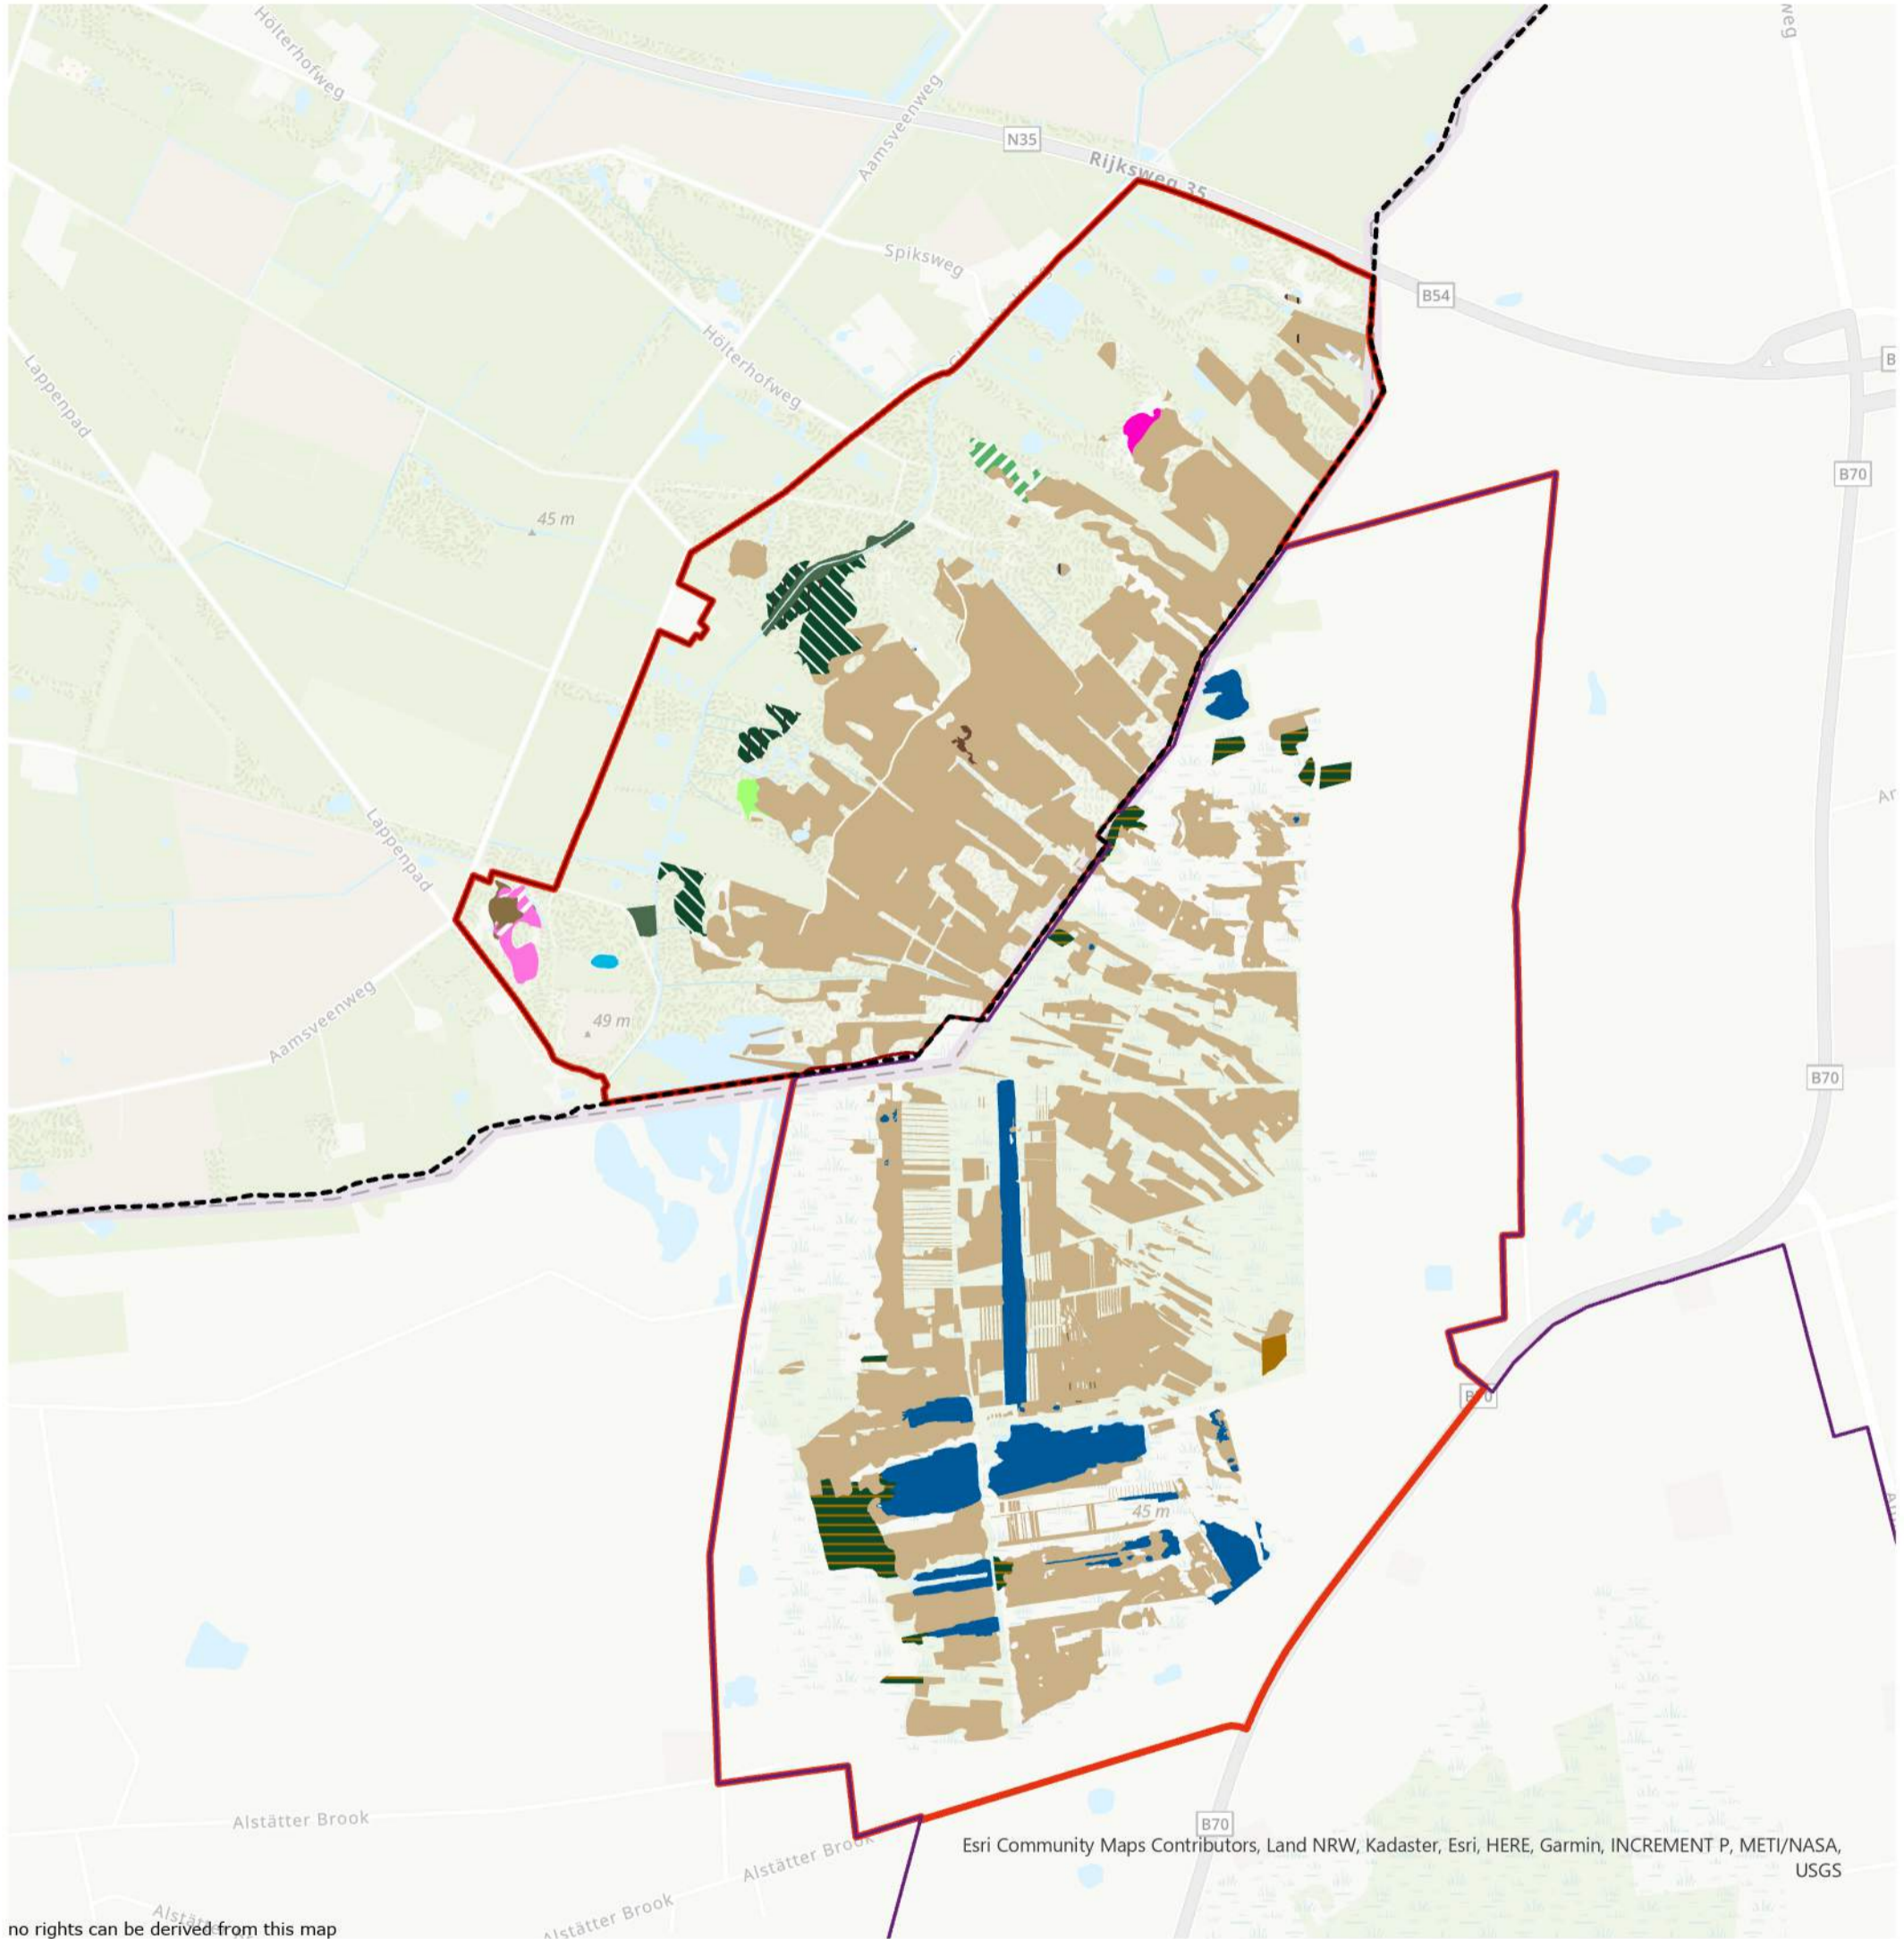 Hölterhofweg
weg
Aamsveenweg
N35
Rijksweg 35
Spiksweg
B54
Hölterhofweg
B
Lappenpad
B70
45 m
Lappenpad
Aamsveenweg
49 m
B70
45 m
Alstätter Brook
B70
Alstätter Brook
Esri Community Maps Contributors, Land NRW, Kadaster, Esri, HERE, Garmin, INCREMENT P, METI/NASA,
USGS
Alstätter Brook
no rights can be derived from this map